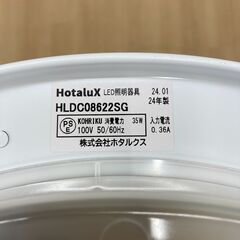 HotaluX LED照明器具 24.01
HLDC08622SG 24年製
PSE KOHRIKU 消費電力 35W 入力電流
100V 50/60Hz 0.36A
株式会社ホタルクス